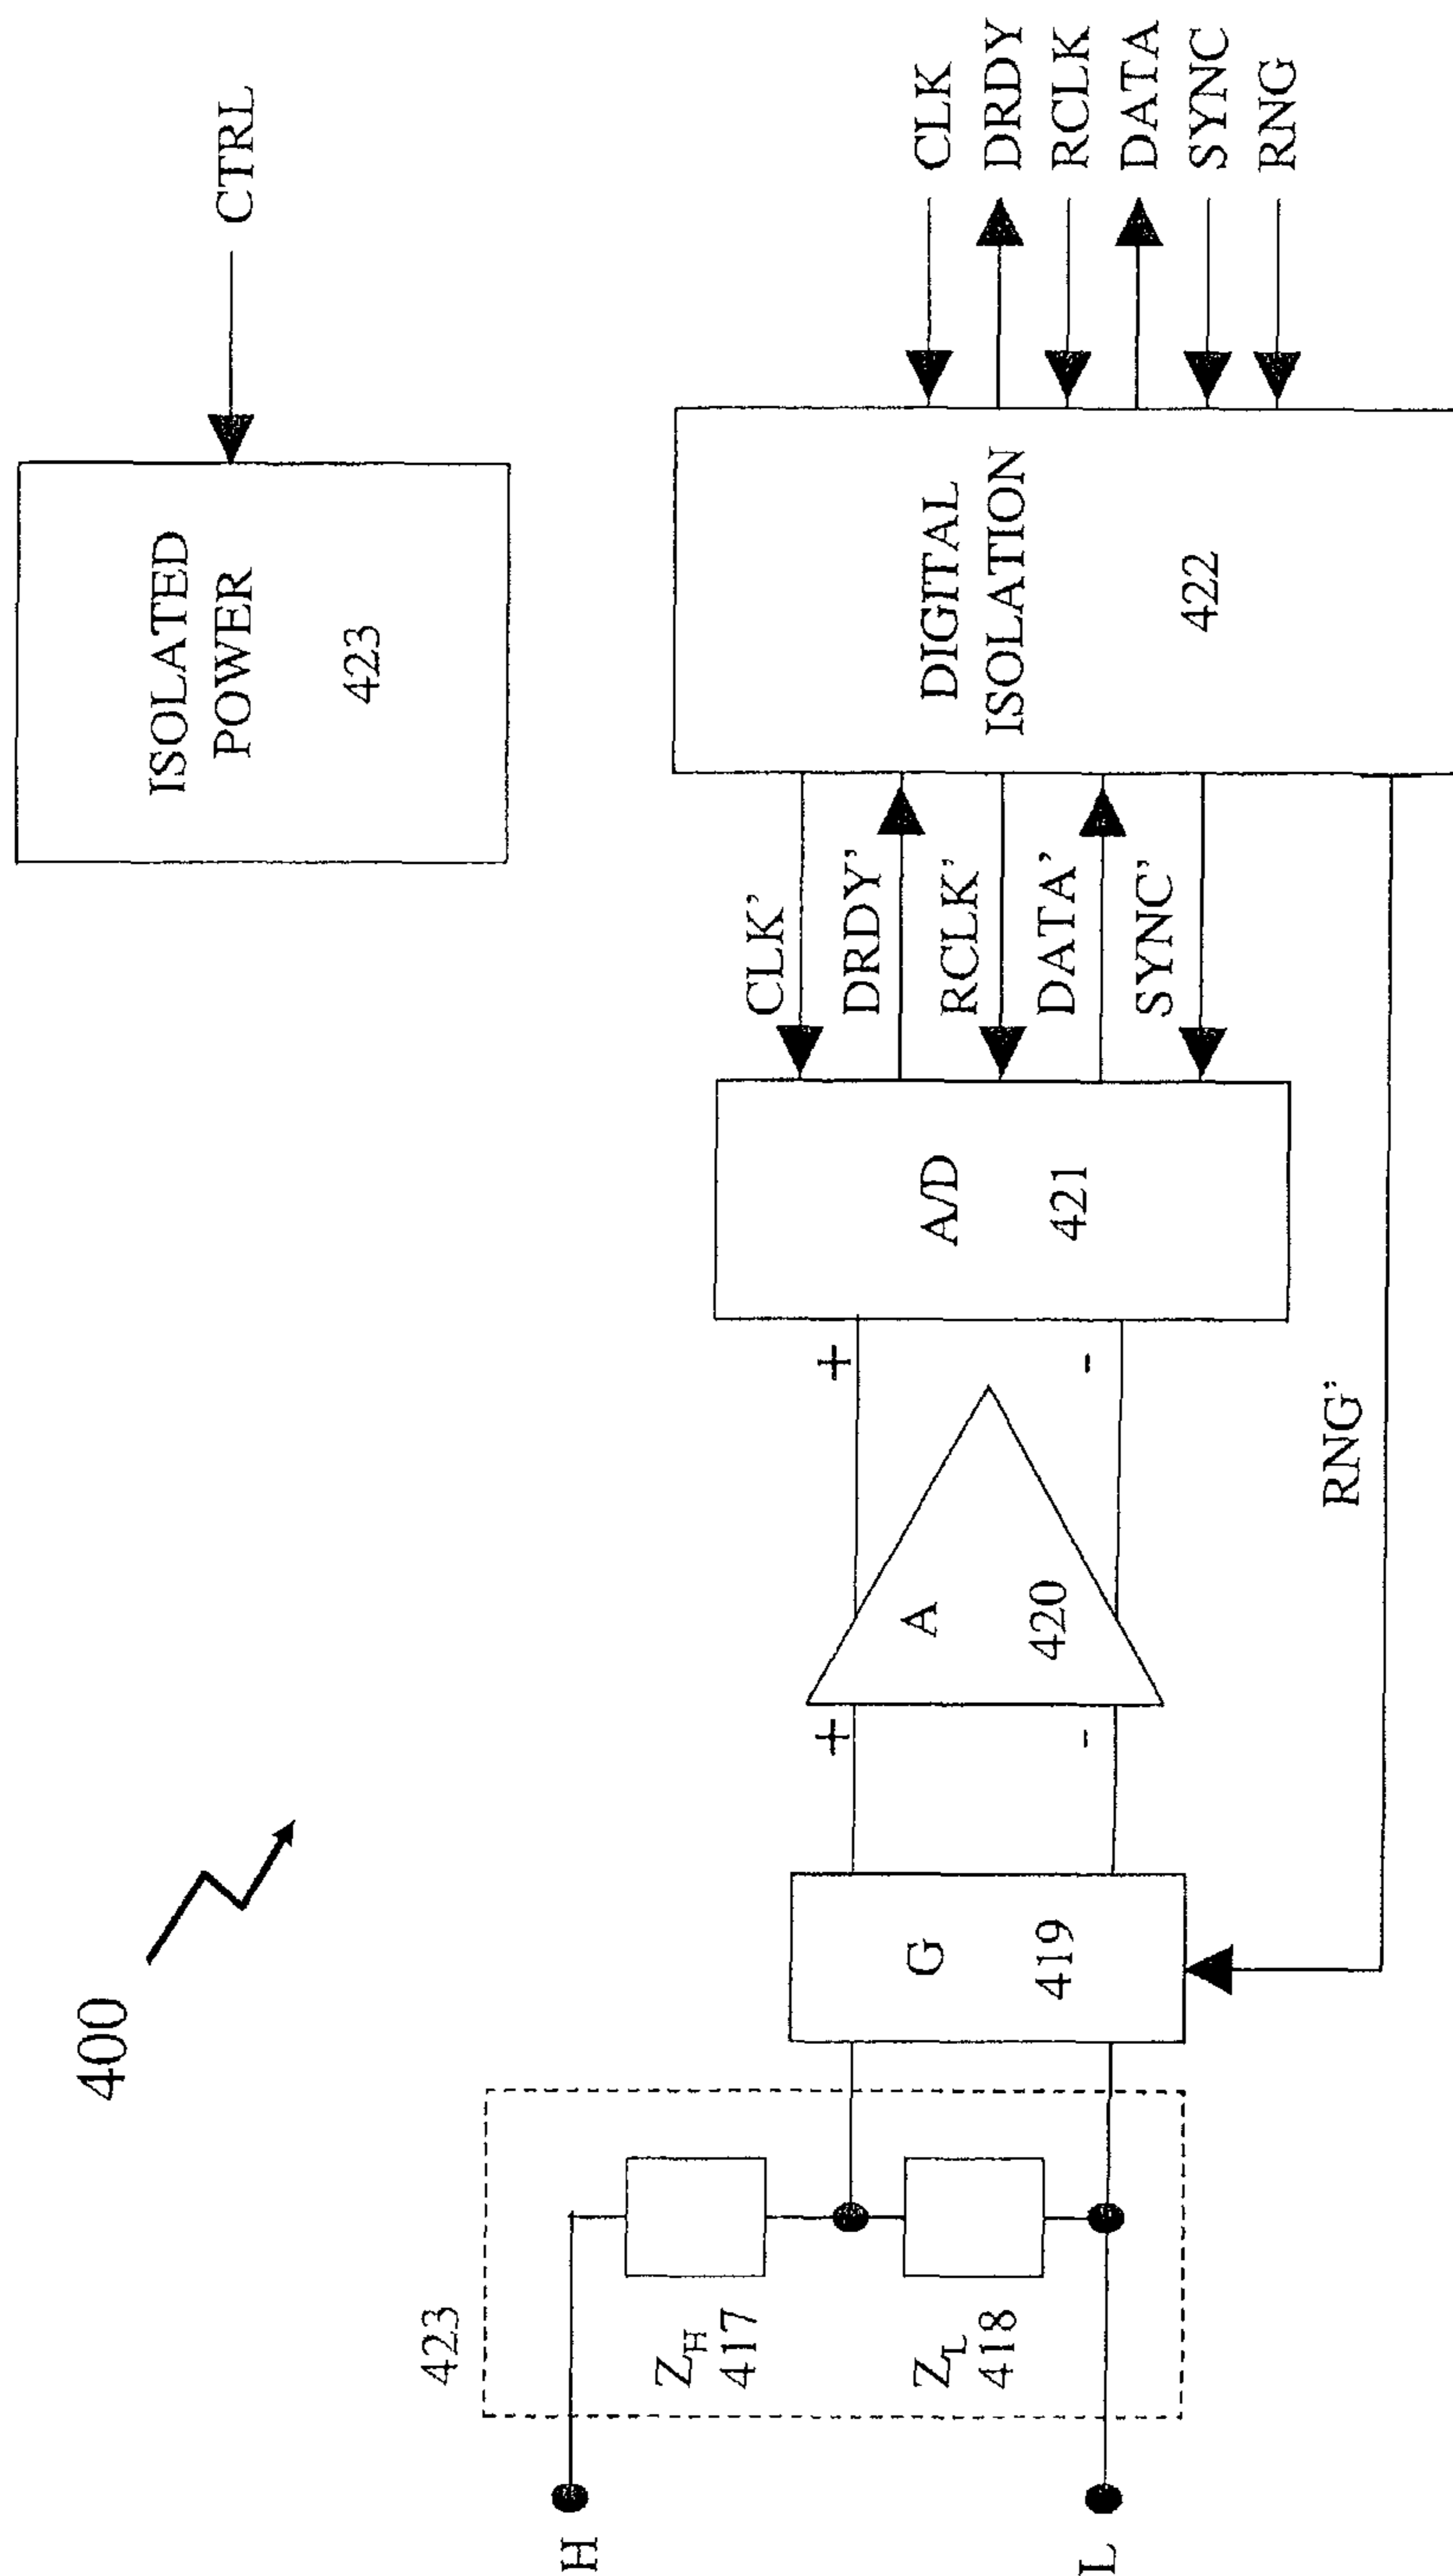 400
ISOLATED
POWER
423
CTRL
423
H
Z_H
417
Z_L
418
L
G
419
+
-
A
420
+
-
A/D
421
CLK’
DRDY’
RCLK’
DATA’
SYNC’
RNG’
DIGITAL
ISOLATION
422
CLK
DRDY
RCLK
DATA
SYNC
RNG